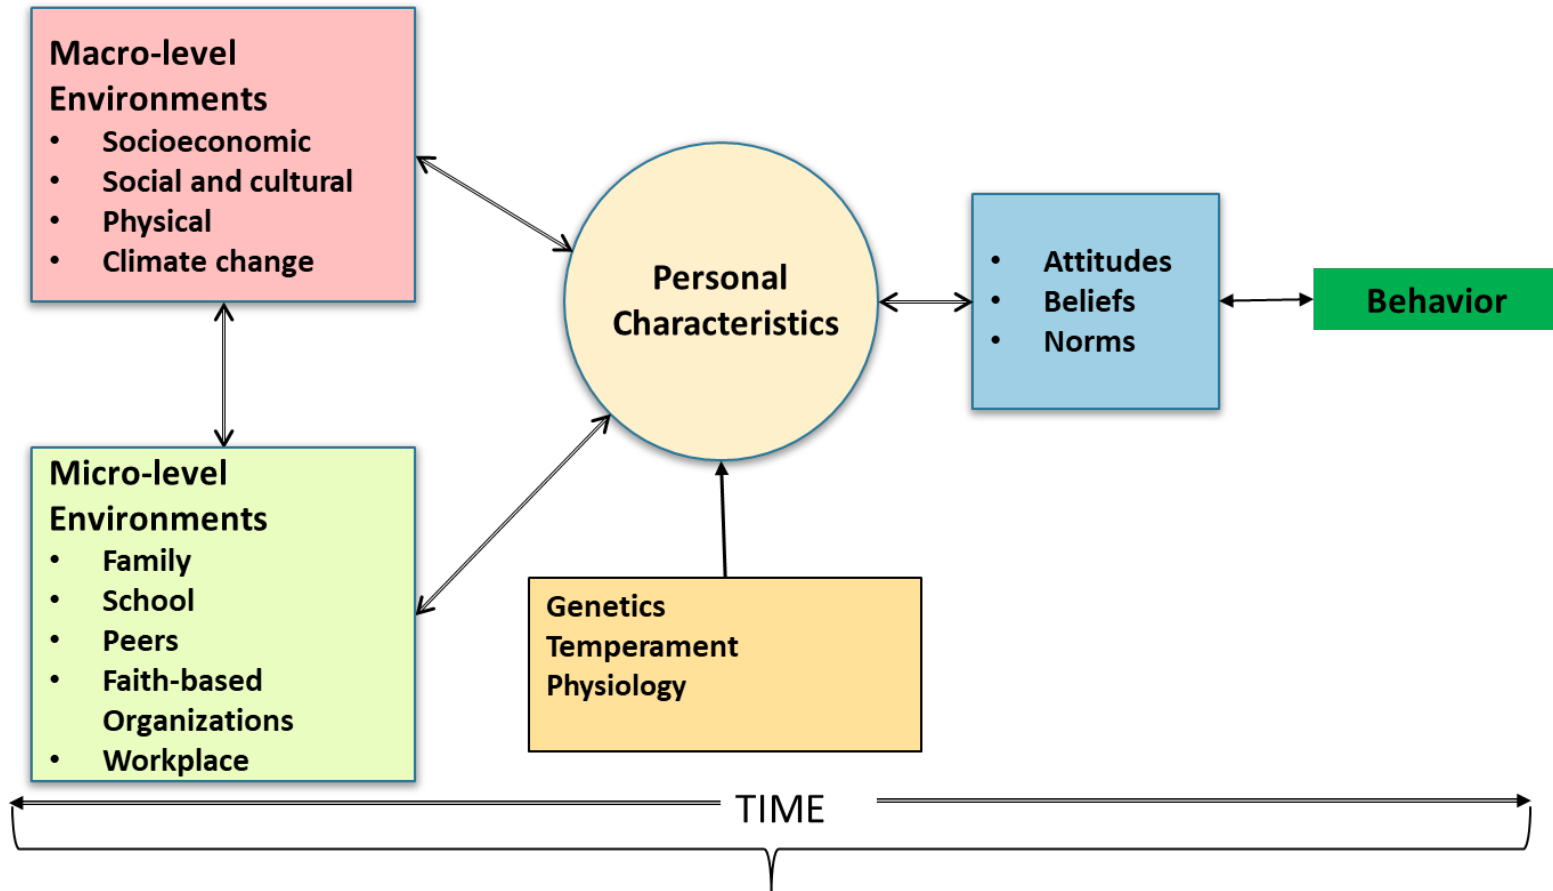 Macro-level
Environments
• Socioeconomic
• Social and cultural
• Physical
• Climate change
Personal
Characteristics
• Attitudes
• Beliefs
• Norms
Behavior
Micro-level
Environments
• Family
• School
• Peers
• Faith-based
Organizations
• Workplace
Genetics
Temperament
Physiology
TIME